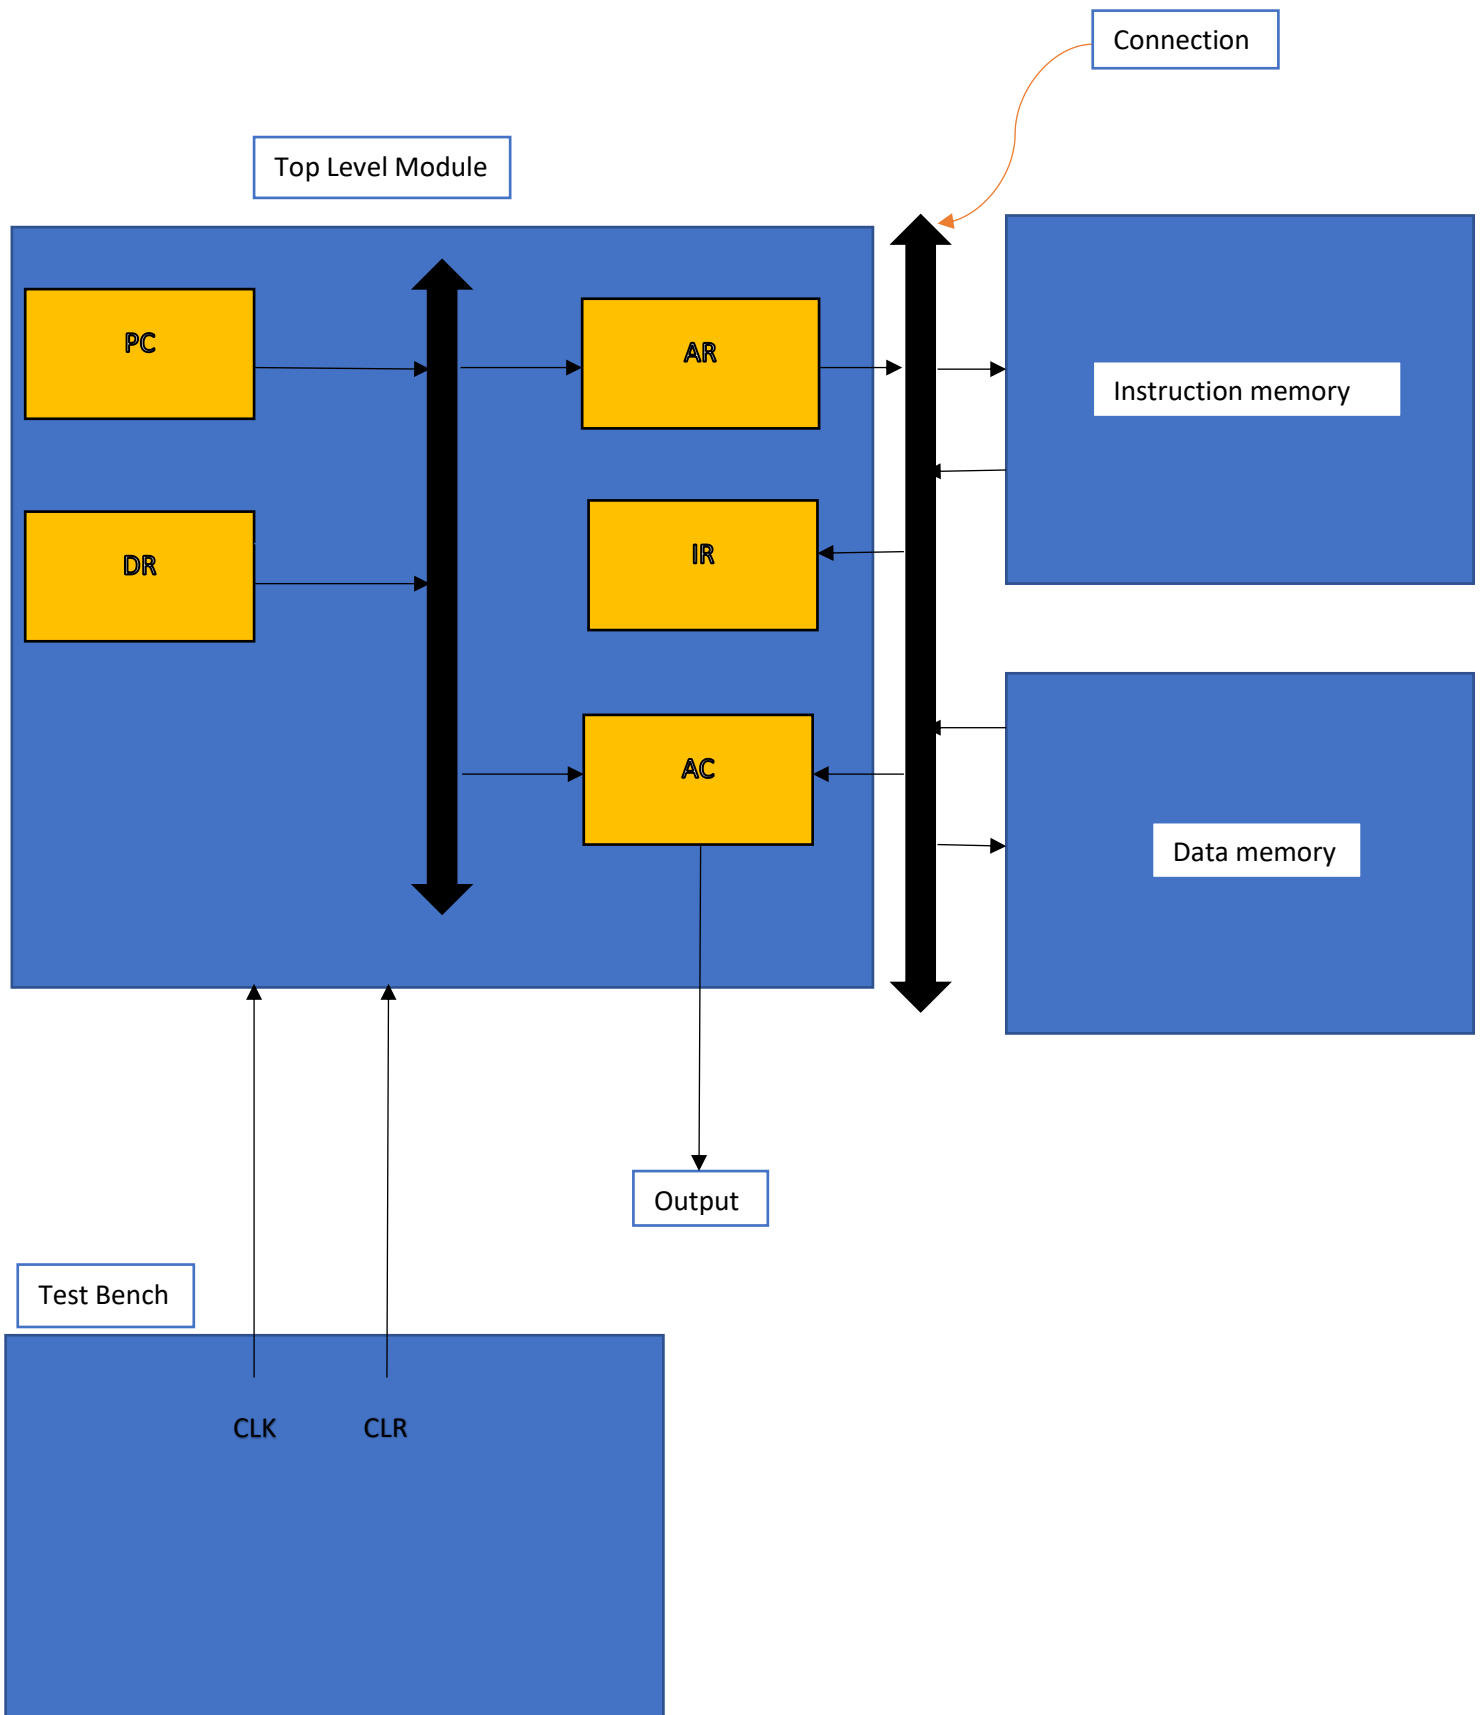 Connection
Top Level Module
PC
AR
Instruction memory
DR
IR
AC
Data memory
Output
Test Bench
CLK
CLR